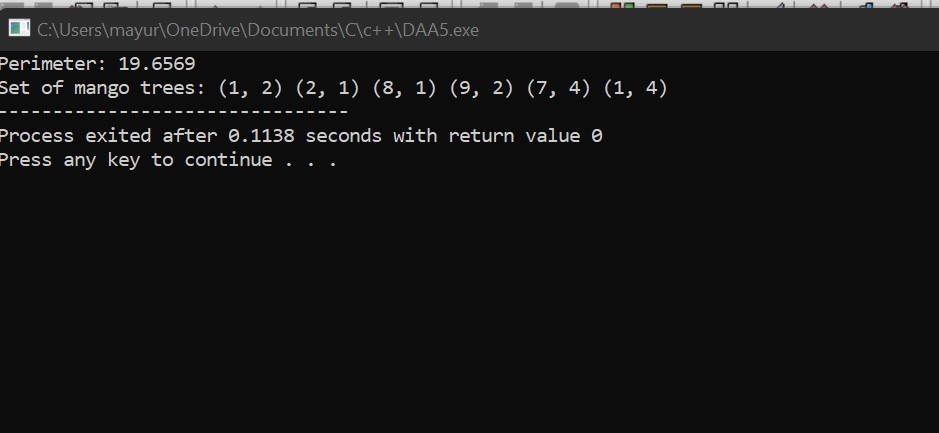 C:\Users\mayur\OneDrive\Documents\C\c++\DAA5.exe
Perimeter: 19.6569
Set of mango trees: (1, 2) (2, 1) (8, 1) (9, 2) (7, 4) (1, 4)
--------------------------------
Process exited after 0.1138 seconds with return value 0
Press any key to continue . . .